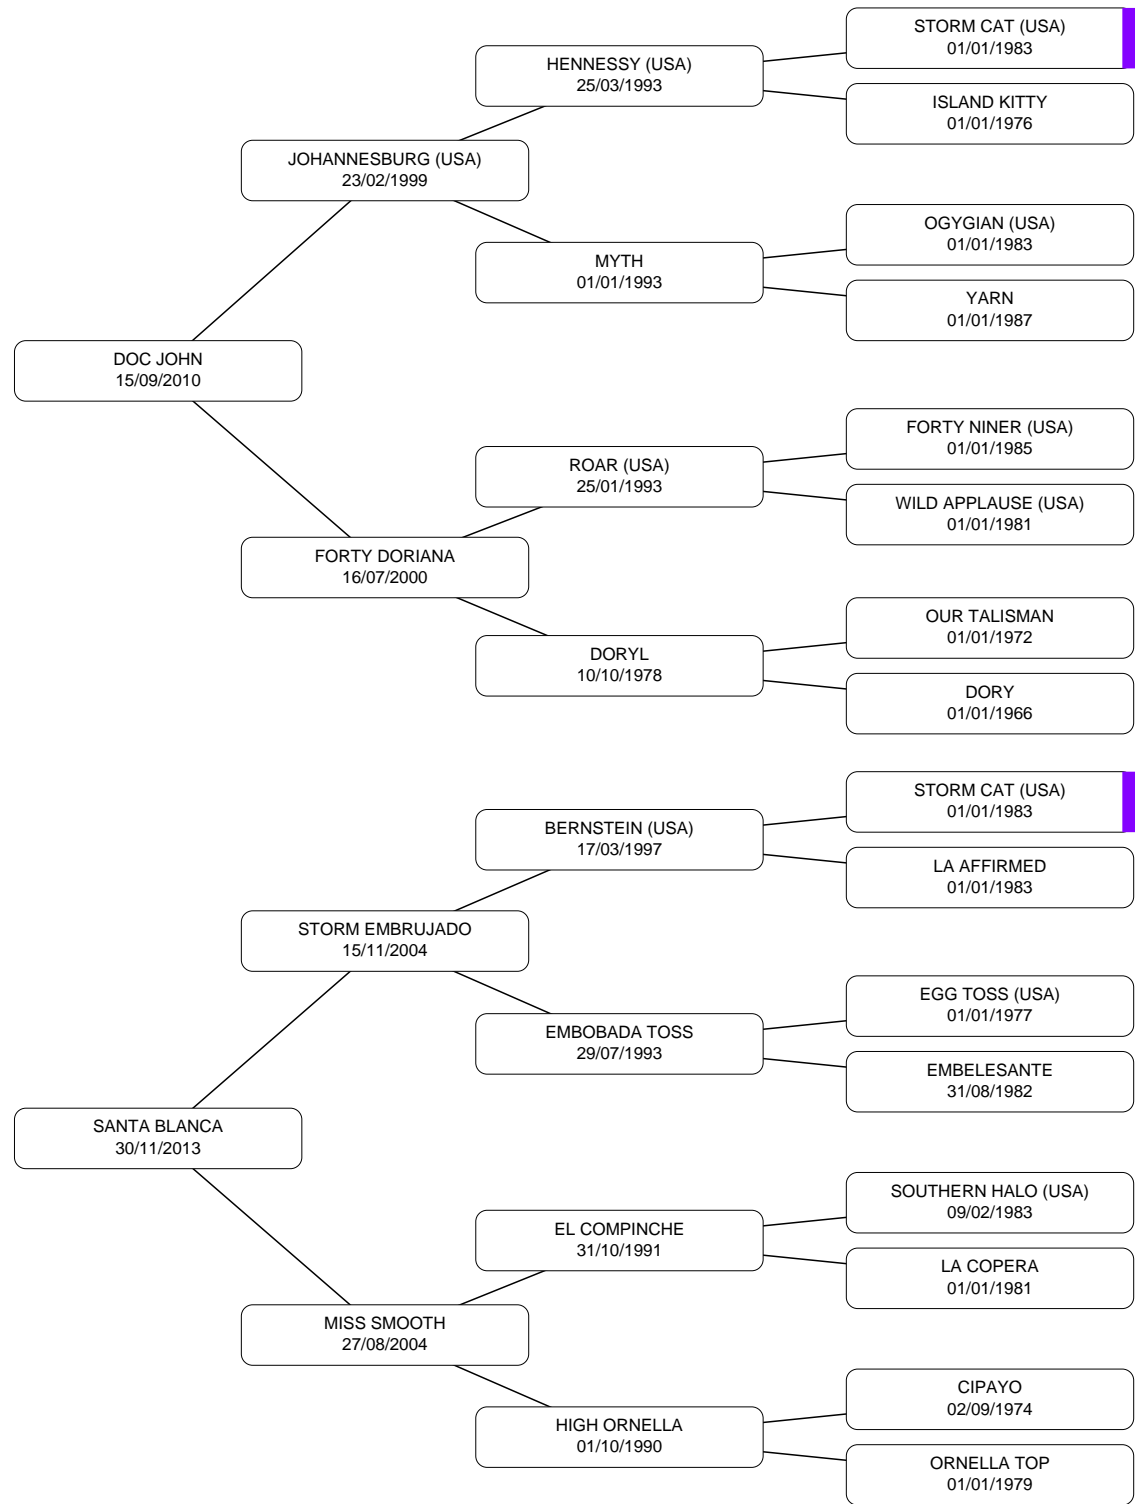 STORM CAT (USA)
01/01/1983
HENNESSY (USA)
25/03/1993
ISLAND KITTY
01/01/1976
JOHANNESBURG (USA)
23/02/1999
OGYGIAN (USA)
01/01/1983
MYTH
01/01/1993
YARN
01/01/1987
DOC JOHN
15/09/2010
FORTY NINER (USA)
01/01/1985
ROAR (USA)
25/01/1993
WILD APPLAUSE (USA)
01/01/1981
FORTY DORIANA
16/07/2000
OUR TALISMAN
01/01/1972
DORYL
10/10/1978
DORY
01/01/1966
STORM CAT (USA)
01/01/1983
BERNSTEIN (USA)
17/03/1997
LA AFFIRMED
01/01/1983
STORM EMBRUJADO
15/11/2004
EGG TOSS (USA)
01/01/1977
EMBOBADA TOSS
29/07/1993
EMBELESANTE
31/08/1982
SANTA BLANCA
30/11/2013
SOUTHERN HALO (USA)
09/02/1983
EL COMPINCHE
31/10/1991
LA COPERA
01/01/1981
MISS SMOOTH
27/08/2004
CIPAYO
02/09/1974
HIGH ORNELLA
01/10/1990
ORNELLA TOP
01/01/1979